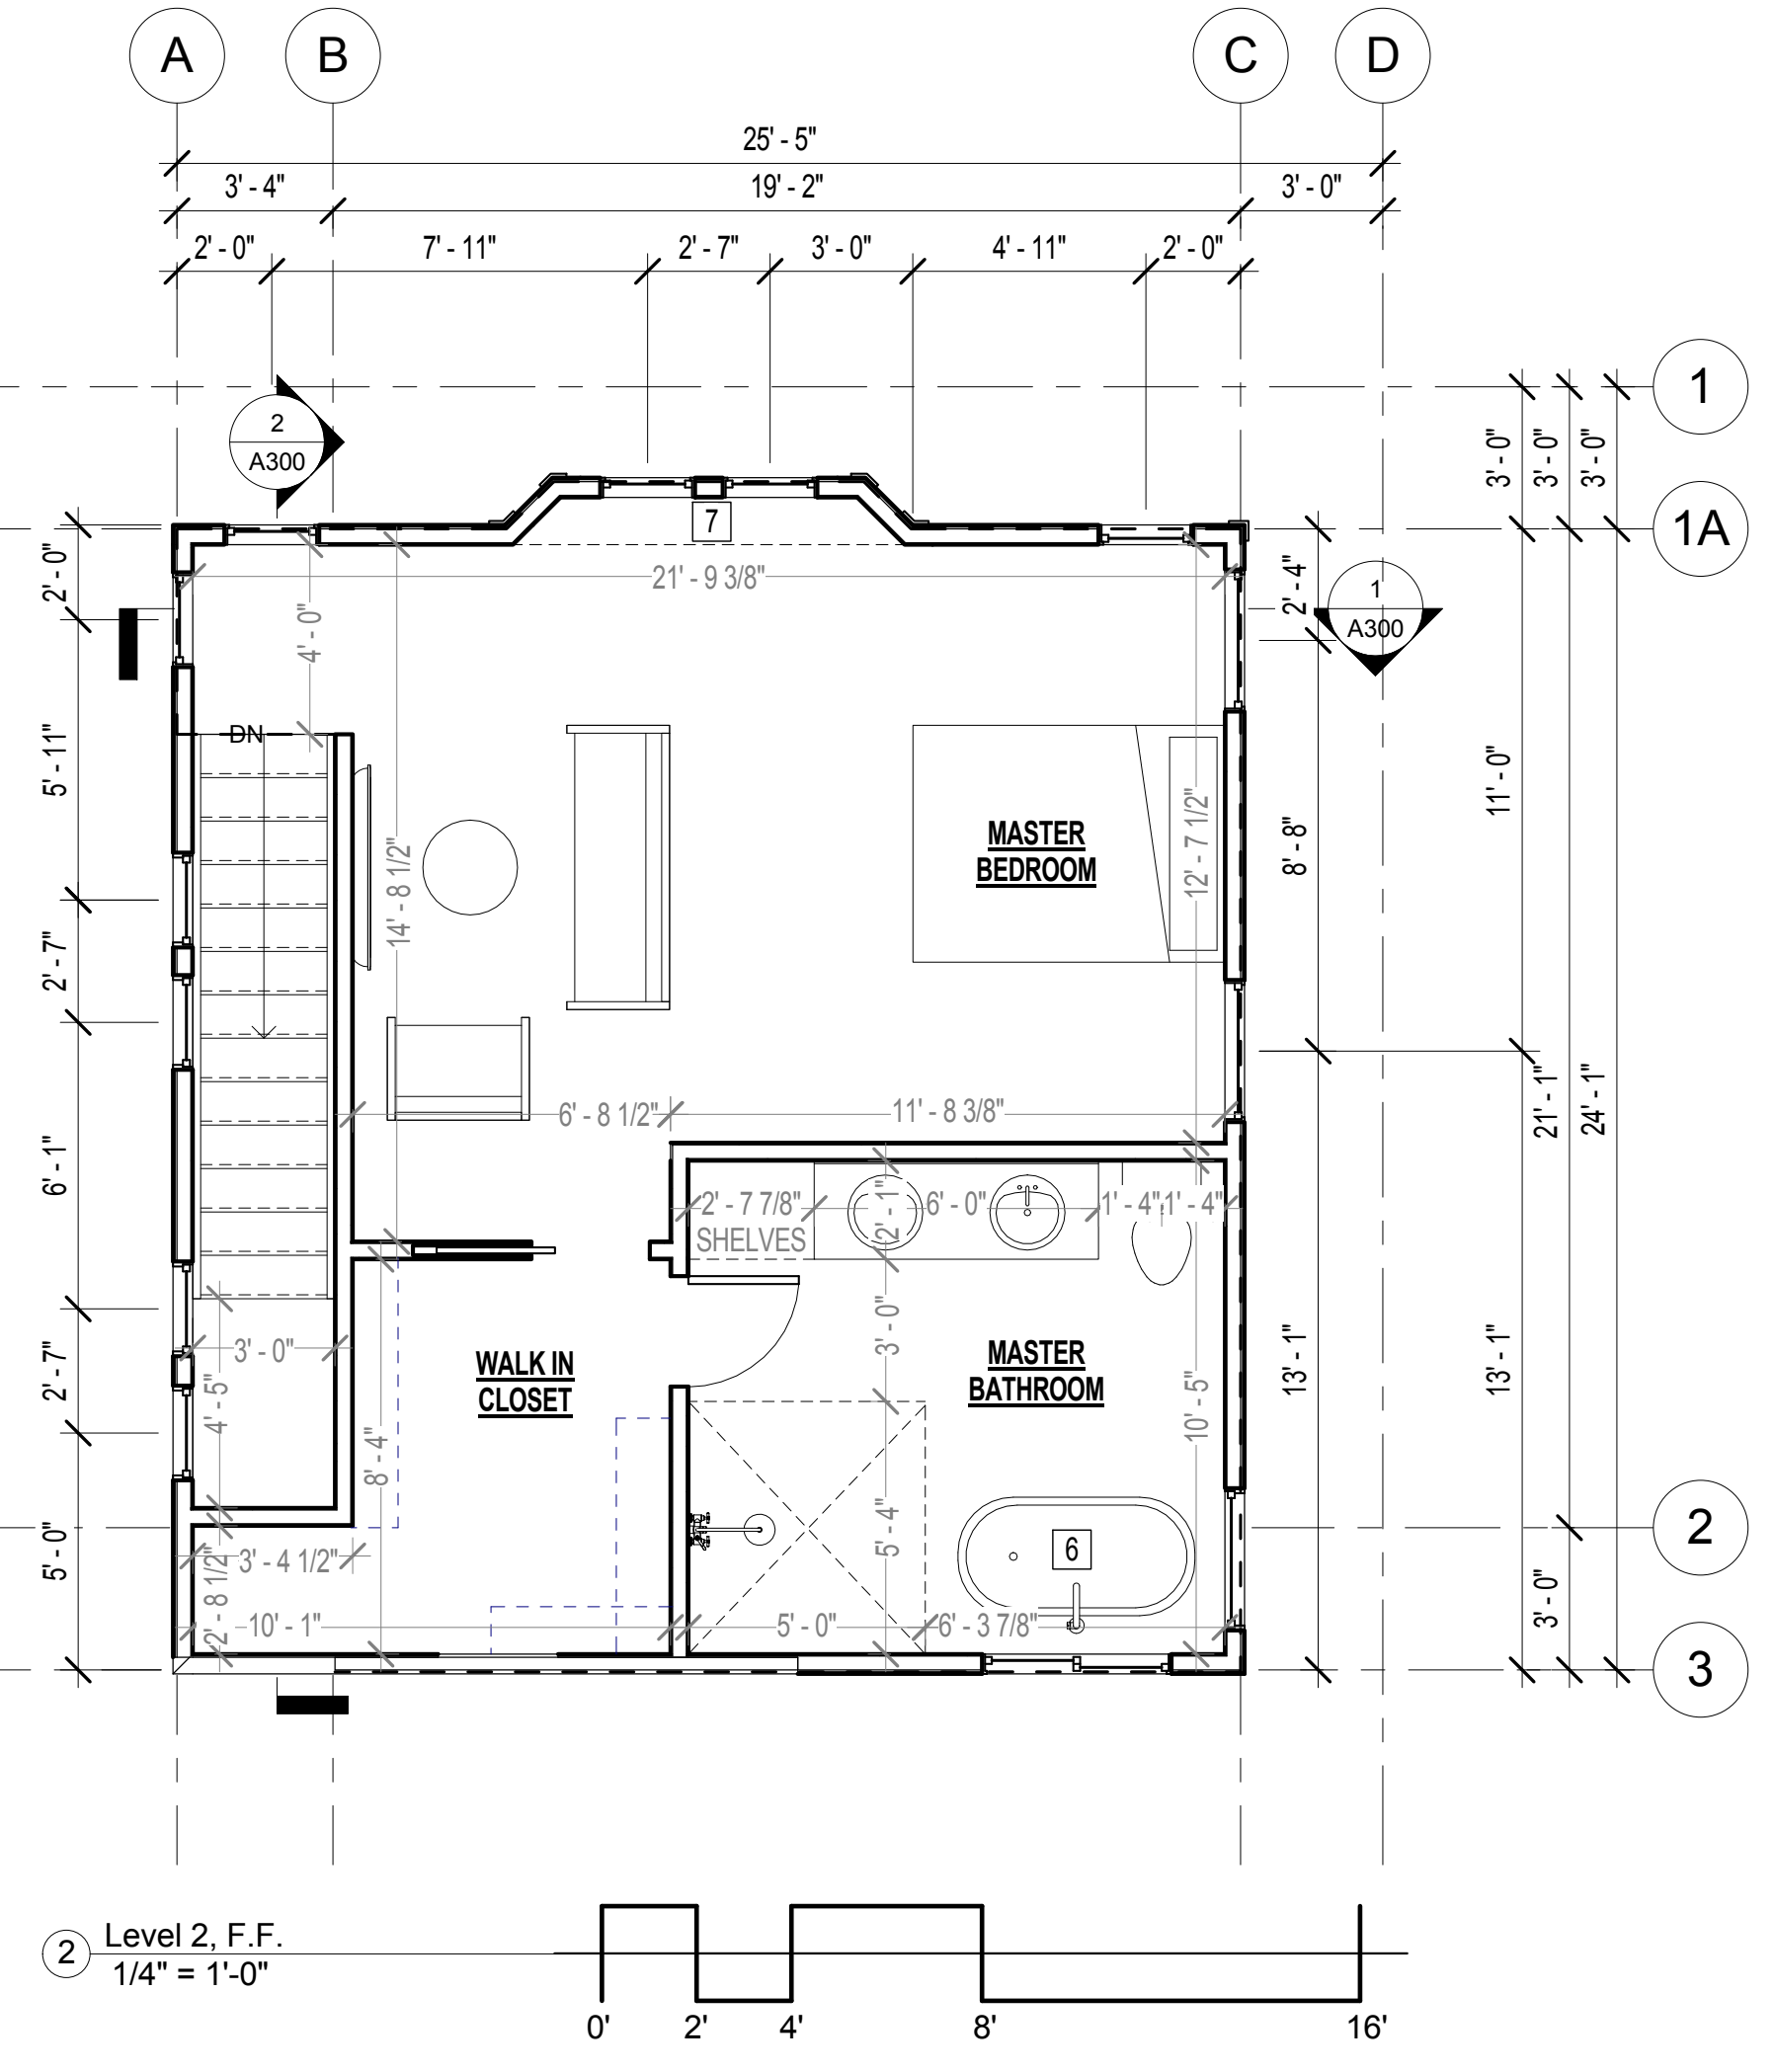 A B C D
25' - 5"
3' - 4" 19' - 2" 3' - 0"
2' - 0" 7' - 11" 2' - 7" 3' - 0" 4' - 11" 2' - 0"
1
2
A300
3' - 0" 3' - 0" 3' - 0"
7
1A
2' - 0"
21' - 9 3/8"
2' - 4"
1
A300
4' - 0"
DN
5' - 11"
11' - 0"
MASTER
BEDROOM
12' - 7 1/2"
8' - 8"
14' - 8 1/2"
2' - 7"
6' - 8 1/2" 11' - 8 3/8"
21' - 1" 24' - 1"
6' - 1"
2' - 7 7/8" 2' - 1" 6' - 0" 1' - 4" 1' - 4"
SHELVES
3' - 0"
3' - 0"
WALK IN
CLOSET
MASTER
BATHROOM
13' - 1" 13' - 1"
2' - 7"
4' - 5"
8' - 4"
10' - 5"
2
5' - 0"
3' - 4 1/2"
2' - 8 1/2"
5' - 4"
6
3' - 0"
10' - 1" 5' - 0" 6' - 3 7/8"
3
2
Level 2, F.F.
1/4" = 1'-0"
0' 2' 4' 8' 16'